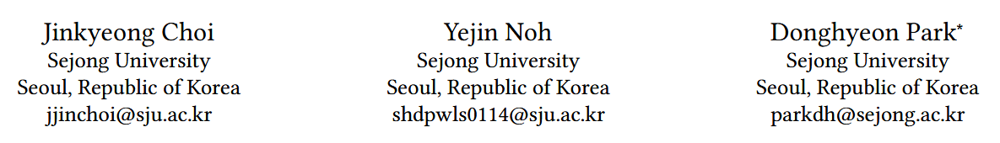 Jinkyeong Choi
Sejong University
Seoul, Republic of Korea
jjinchoi@sju.ac.kr
Yejin Noh
Sejong University
Seoul, Republic of Korea
shdpwls0114@sju.ac.kr
Donghyeon Park*
Sejong University
Seoul, Republic of Korea
parkdh@sejong.ac.kr